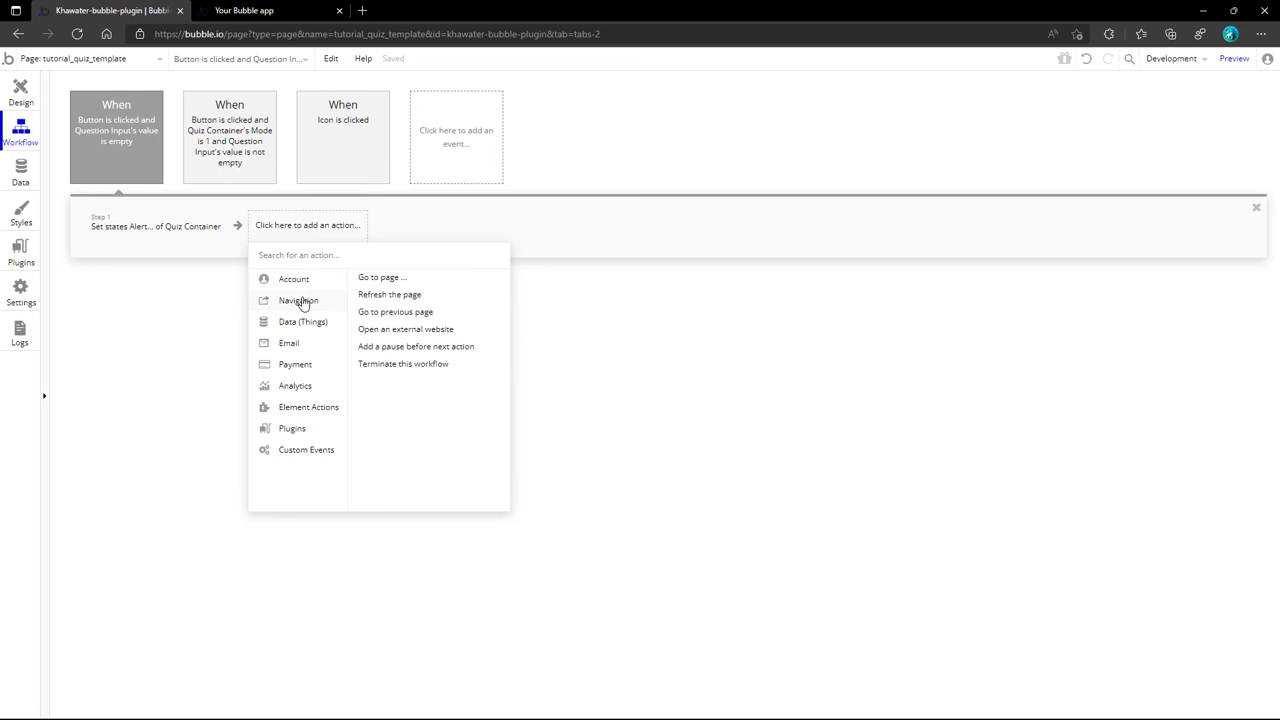 Khawater-bubble-plugin | Bubbl
Your Bubble app
https://bubble.io/page?type=page&name=tutorial_quiz_template&id=khawater-bubble-plugin&tab=tabs-2
Page: tutorial_quiz_template
Button is clicked and Question In...
Edit
Help
Saved
Development
Preview
Design
Workflow
Data
Styles
Plugins
Settings
Logs
When
Button is clicked and
Question Input's value
is empty
When
Button is clicked and
Quiz Container's Mode
is 1 and Question
Input's value is not
empty
When
Icon is clicked
Click here to add an
event...
Step 1
Set states Alert... of Quiz Container
Click here to add an action...
Search for an action...
Account
Navigation
Data (Things)
Email
Payment
Analytics
Element Actions
Plugins
Custom Events
Go to page ...
Refresh the page
Go to previous page
Open an external website
Add a pause before next action
Terminate this workflow